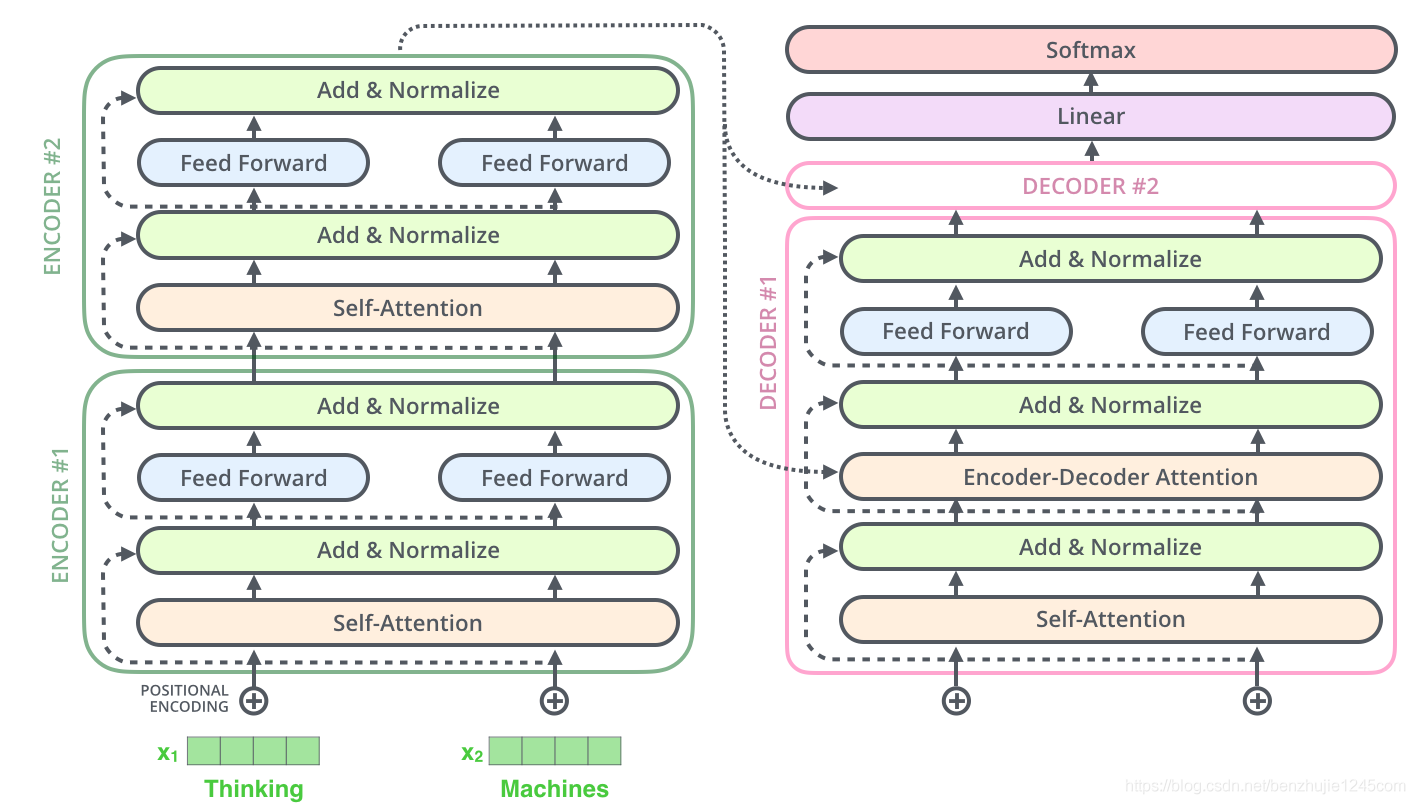 ENCODER #2
Add & Normalize
Feed Forward
Feed Forward
Add & Normalize
Self-Attention
ENCODER #1
Add & Normalize
Feed Forward
Feed Forward
Add & Normalize
Self-Attention
POSITIONAL
ENCODING
x₁
x₂
Thinking
Machines
Softmax
Linear
DECODER #2
DECODER #1
Add & Normalize
Feed Forward
Feed Forward
Add & Normalize
Encoder-Decoder Attention
Add & Normalize
Self-Attention
https://blog.csdn.net/benzhujie1245com